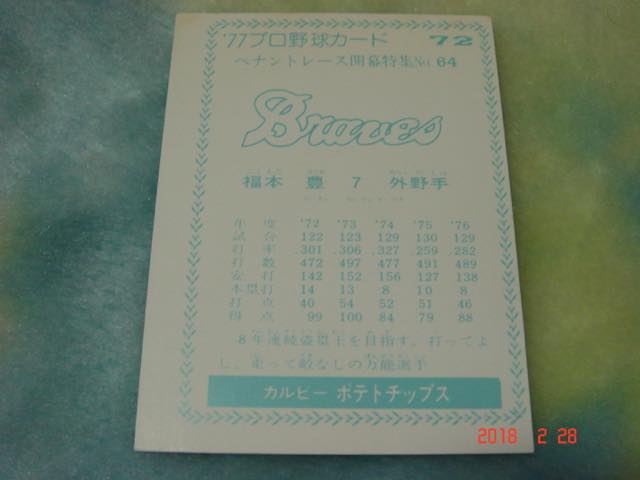 '77プロ野球カード 72
ペナントレース開幕特集No. 64
Braves
福本 豊 7 外野手
年度 '72 '73 '74 '75 '76
試合 122 123 129 130 129
打率 .301 .306 .327 .259 .282
打数 472 497 477 491 489
安打 142 152 156 127 138
本塁打 14 13 8 10 8
打点 40 54 52 51 46
得点 99 100 84 79 88
8年連続盗塁王を目指す。打ってよ
し、走って敵なしの万能選手
カルビー ポテトチップス
2018 2 28